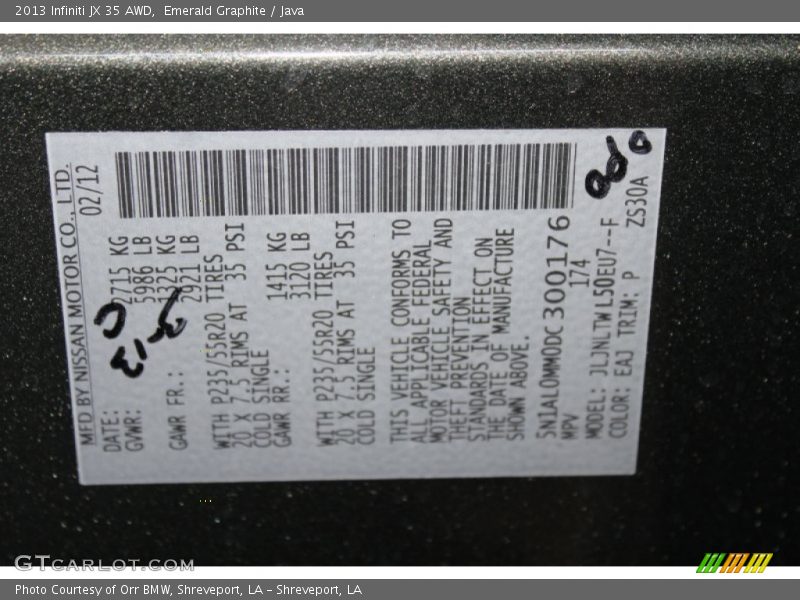 2013 Infiniti JX 35 AWD,  Emerald Graphite / Java
MFD BY NISSAN MOTOR CO., LTD.
DATE: 02/12
GVWR: 2715 KG
5986 LB
GAWR FR.: 1325 KG
2921 LB
WITH P235/55R20 TIRES
20 X 7.5 RIMS AT 35 PSI
COLD SINGLE
GAWR RR.: 1415 KG
3120 LB
WITH P235/55R20 TIRES
20 X 7.5 RIMS AT 35 PSI
COLD SINGLE
THIS VEHICLE CONFORMS TO
ALL APPLICABLE FEDERAL
MOTOR VEHICLE SAFETY AND
THEFT PREVENTION
STANDARDS IN EFFECT ON
THE DATE OF MANUFACTURE
SHOWN ABOVE.
5N1AL0MM0DC300176
MPV 174
MODEL: JLJNLTWL50EU7--F
COLOR: EAJ TRIM: P ZS30A
GTCARLOT.COM
Photo Courtesy of Orr BMW, Shreveport, LA - Shreveport, LA